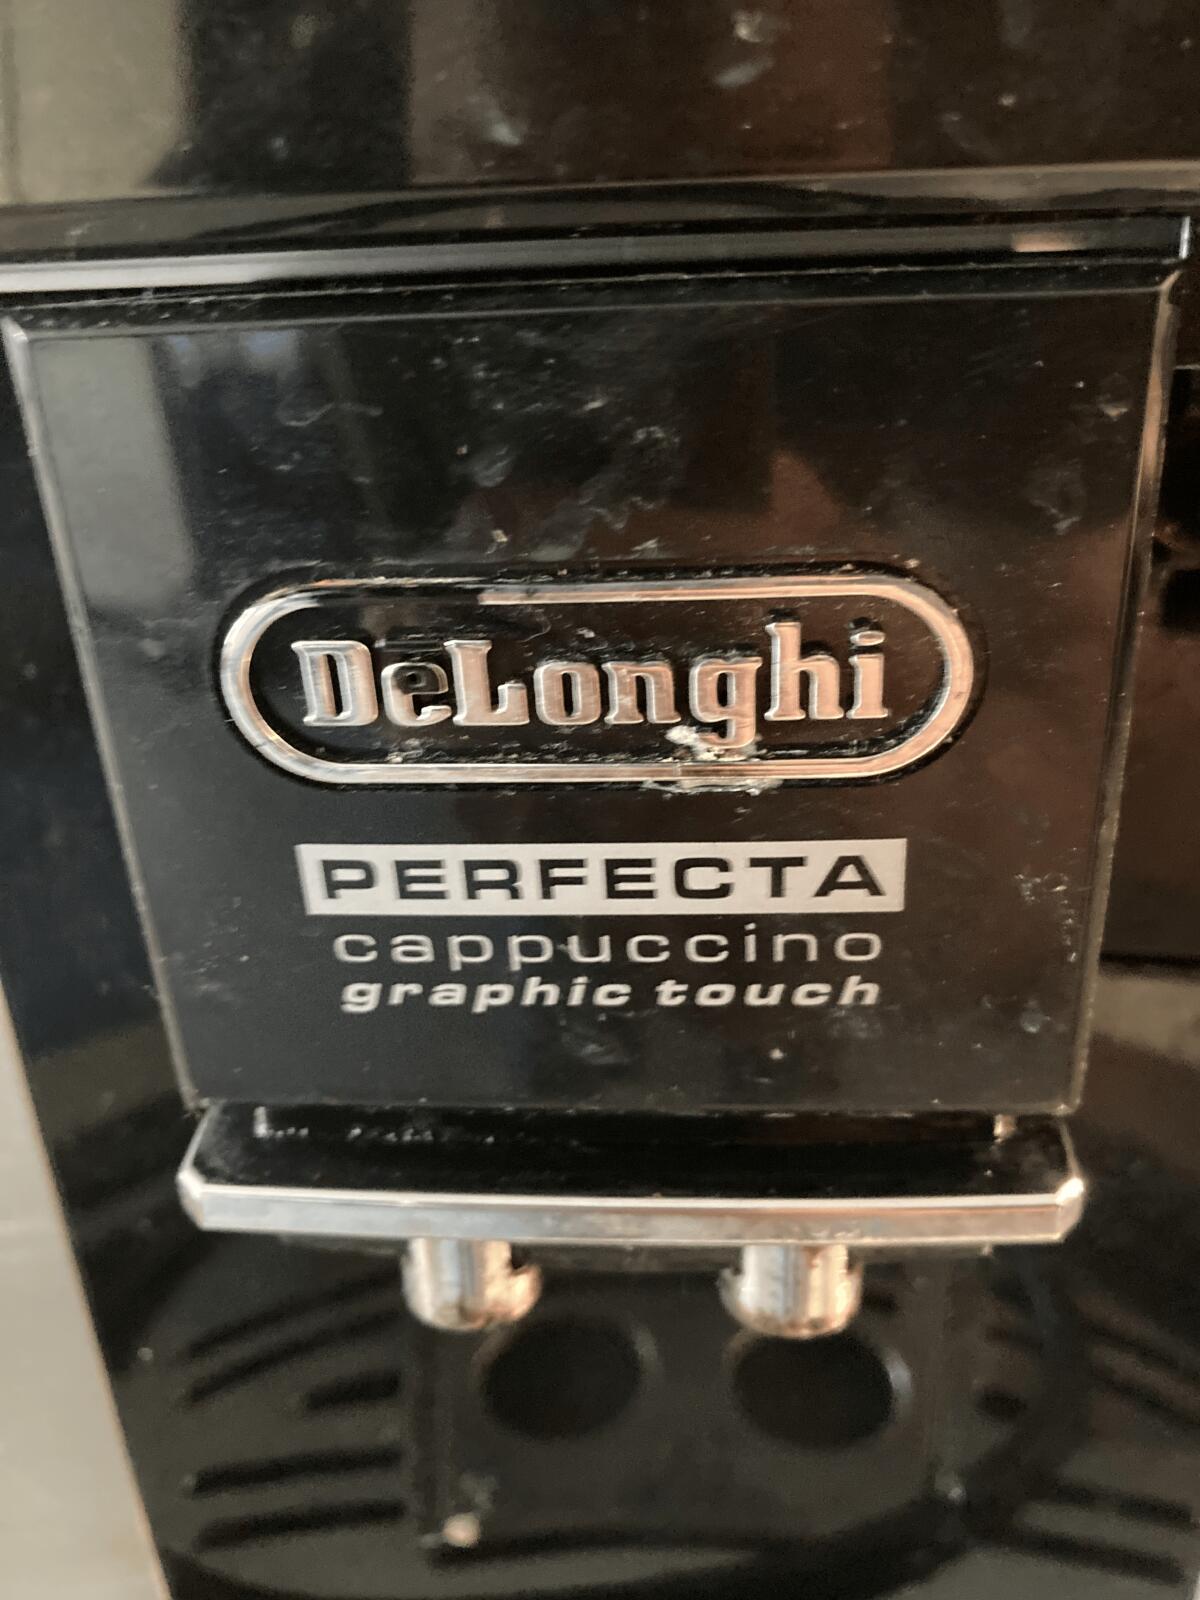 DeLonghi
PERFECTA
cappuccino
graphic touch